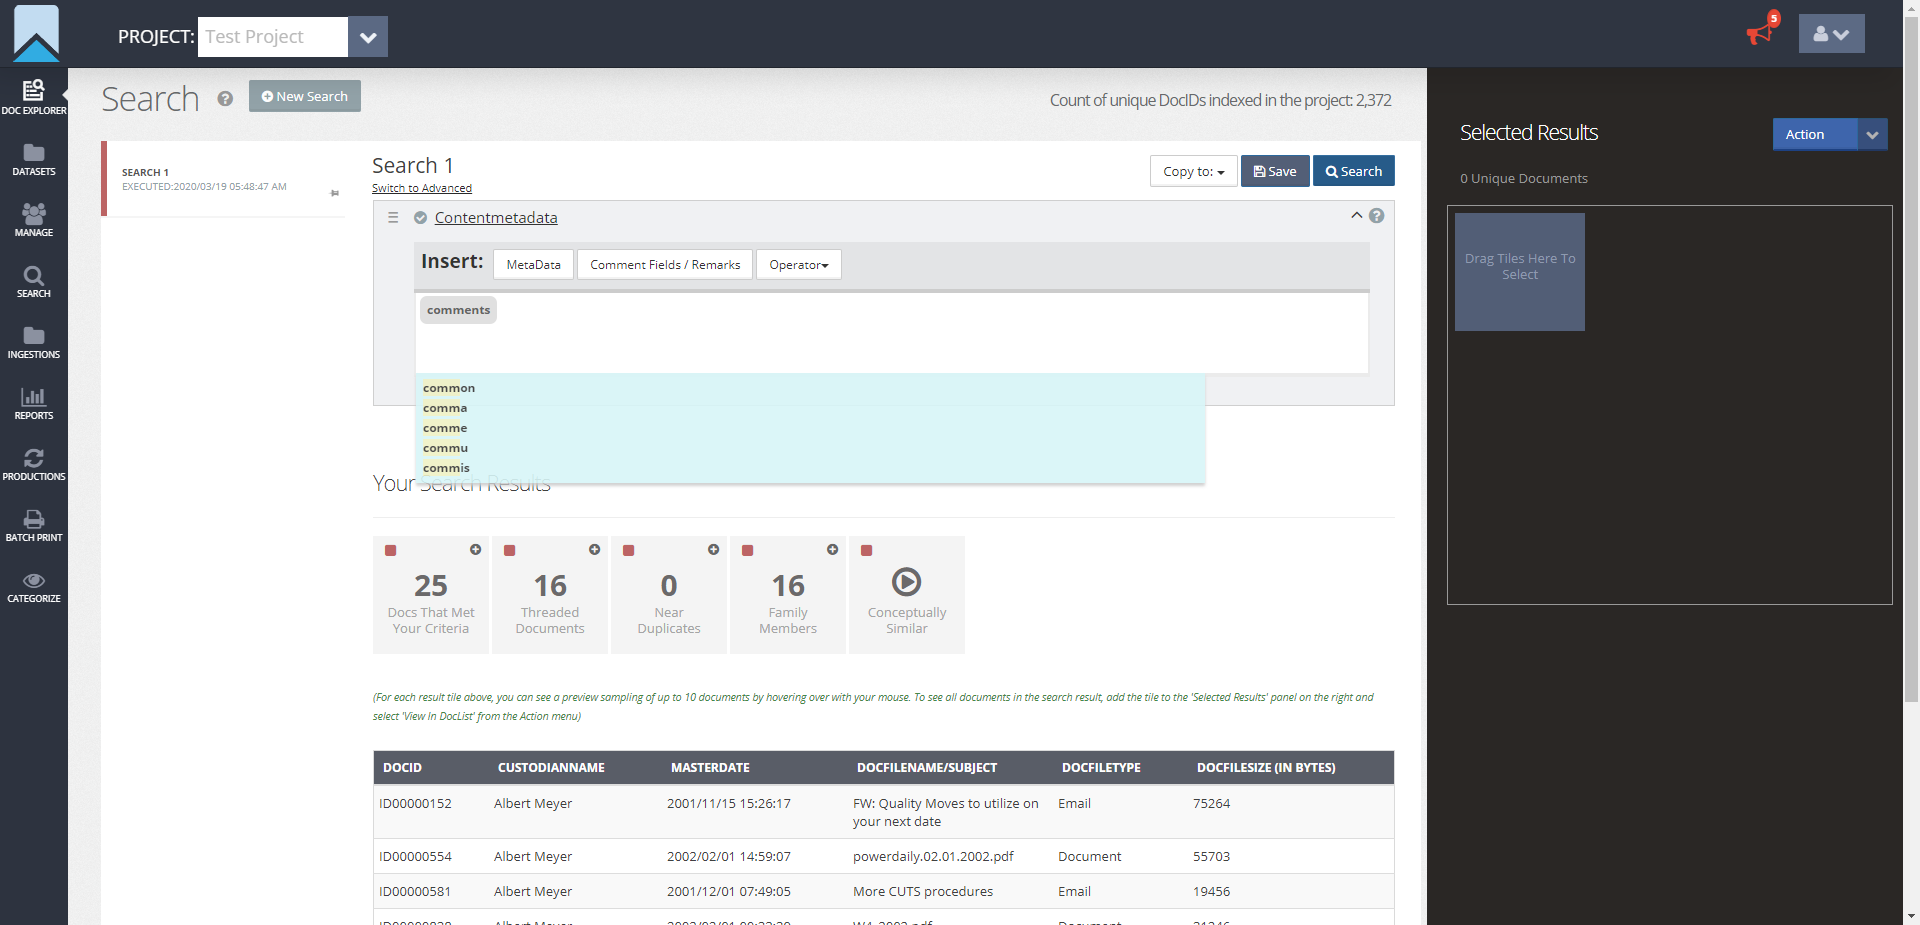 PROJECT: Test Project
5
DOC EXPLORER
DATASETS
MANAGE
SEARCH
INGESTIONS
REPORTS
PRODUCTIONS
BATCH PRINT
CATEGORIZE
Search
New Search
Count of unique DocIDs indexed in the project: 2,372
SEARCH 1
EXECUTED:2020/03/19 05:48:47 AM
Search 1
Switch to Advanced
Copy to:
Save
Search
Contentmetadata
Insert: MetaData Comment Fields / Remarks Operator
comments
common
comma
comme
commu
commis
Your Search Results
25
Docs That Met
Your Criteria
16
Threaded
Documents
0
Near
Duplicates
16
Family
Members
Conceptually
Similar
(For each result tile above, you can see a preview sampling of up to 10 documents by hovering over with your mouse. To see all documents in the search result, add the tile to the 'Selected Results' panel on the right and
select 'View In DocList' from the Action menu)
DOCID CUSTODIANNAME MASTERDATE DOCFILENAME/SUBJECT DOCFILETYPE DOCFILESIZE (IN BYTES)
ID00000152 Albert Meyer 2001/11/15 15:26:17 FW: Quality Moves to utilize on Email 75264
your next date
ID00000554 Albert Meyer 2002/02/01 14:59:07 powerdaily.02.01.2002.pdf Document 55703
ID00000581 Albert Meyer 2001/12/01 07:49:05 More CUTS procedures Email 19456
Albert Meyer Document
Selected Results
Action
0 Unique Documents
Drag Tiles Here To
Select